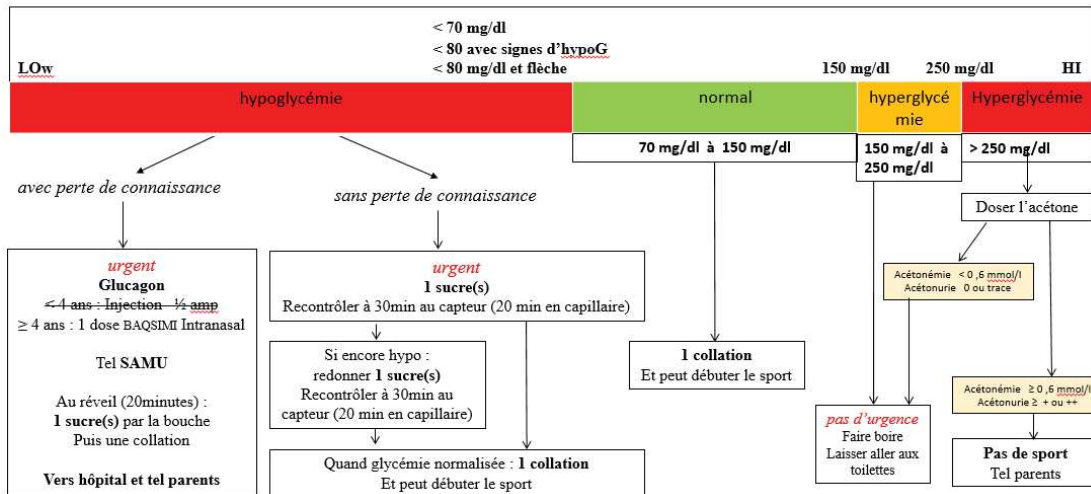 < 70 mg/dl
< 80 avec signes d’hypoG
LOw < 80 mg/dl et flèche 150 mg/dl 250 mg/dl HI
hypoglycémie normal hyperglycé Hyperglycémie
mie
70 mg/dl à 150 mg/dl 150 mg/dl à > 250 mg/dl
250 mg/dl
avec perte de connaissance
sans perte de connaissance
Doser l’acétone
urgent
Glucagon
< 4 ans : Injection ½ amp
≥ 4 ans : 1 dose BAQSIMI Intranasal
Tel SAMU
Au réveil (20minutes) :
1 sucre(s) par la bouche
Puis une collation
Vers hôpital et tel parents
urgent
1 sucre(s)
Recontrôler à 30min au capteur (20 min en capillaire)
Si encore hypo :
redonner 1 sucre(s)
Recontrôler à 30min au
capteur (20 min en capillaire)
Quand glycémie normalisée : 1 collation
Et peut débuter le sport
1 collation
Et peut débuter le sport
Acétonémie < 0 ,6 mmol/l
Acétonurie 0 ou trace
pas d’urgence
Faire boire
Laisser aller aux
toilettes
Acétonémie ≥ 0 ,6 mmol/l
Acétonurie ≥ + ou ++
Pas de sport
Tel parents